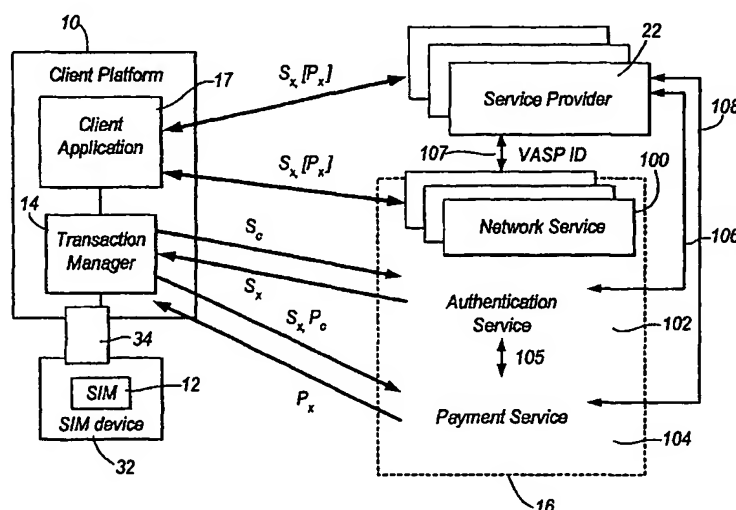 10
Client Platform
17
Client
Application
14
Transaction
Manager
34
SIM
12
SIM device
32
Sx, [Px]
Sx, [Px]
Sc
Sx
Sx, Pc
Px
22
Service Provider
108
107
VASP ID
100
Network Service
106
Authentication
Service
102
105
Payment Service
104
16